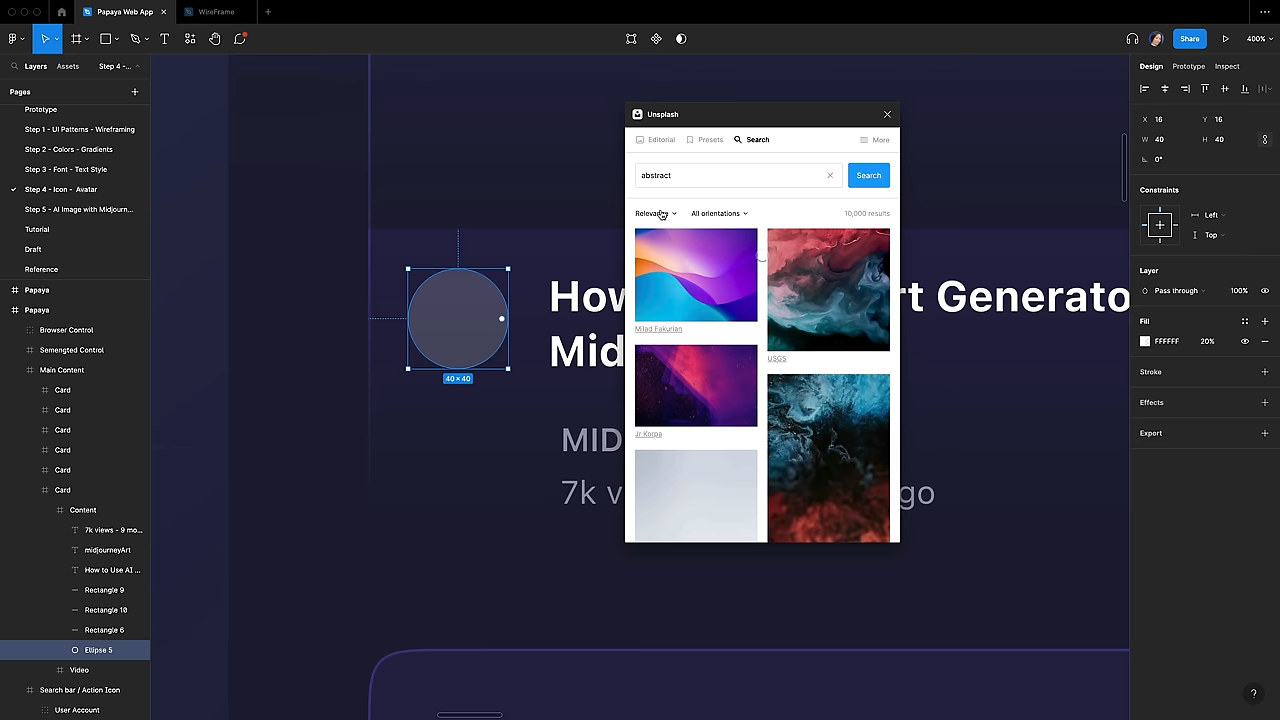 Papaya Web App
WireFrame
Share
400%
Layers
Assets
Step 4 -...
Pages
Prototype
Step 1 - UI Patterns - Wireframing
Step 2 - Colors - Gradients
Step 3 - Font - Text Style
Step 4 - Icon - Avatar
Step 5 - AI Image with Midjourn...
Tutorial
Draft
Reference
Papaya
Papaya
Browser Control
Semengted Control
Main Content
Card
Card
Card
Card
Card
Card
Content
7k views - 9 mo...
midjourneyArt
How to Use AI ...
Rectangle 9
Rectangle 10
Rectangle 6
Ellipse 5
Video
Search bar / Action Icon
User Account
40 × 40
How
rt Generato
Mid
MID
7k v
go
Unsplash
Editorial
Presets
Search
More
abstract
Search
All orientations
10,000 results
Milad Fakurian
USGS
Jr Korpa
Design
Prototype
Inspect
X 16
Y 16
W 40
H 40
0°
Constraints
Left
Top
Layer
Pass through
100%
Fill
FFFFFF
20%
Stroke
Effects
Export
?